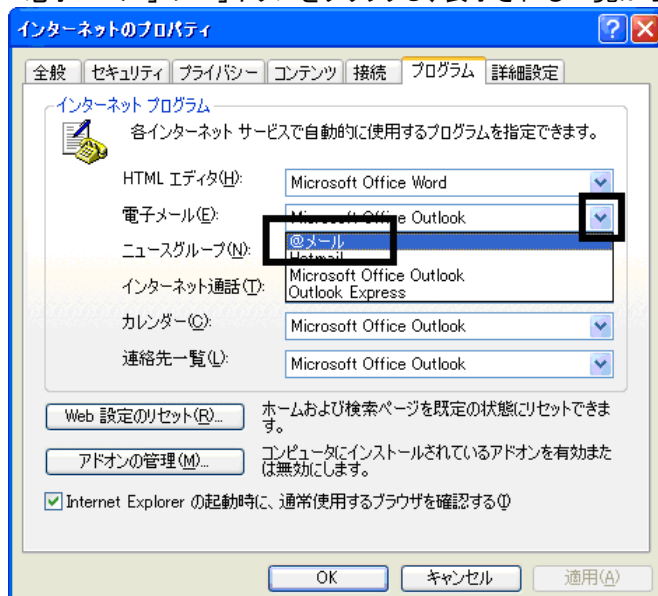 インターネットのプロパティ
全般 セキュリティ プライバシー コンテンツ 接続 プログラム 詳細設定
インターネット プログラム
各インターネット サービスで自動的に使用するプログラムを指定できます。
HTML エディタ(H): Microsoft Office Word
電子メール(E): Microsoft Office Outlook
@メール
ニュースグループ(N): Hotmail
Microsoft Office Outlook
インターネット通話(T): Outlook Express
カレンダー(C): Microsoft Office Outlook
連絡先一覧(L): Microsoft Office Outlook
Web 設定のリセット(R)... ホームおよび検索ページを既定の状態にリセットできま
す。
アドオンの管理(M)... コンピュータにインストールされているアドオンを有効また
は無効にします。
Internet Explorer の起動時に、通常使用するブラウザを確認する(I)
OK キャンセル 適用(A)